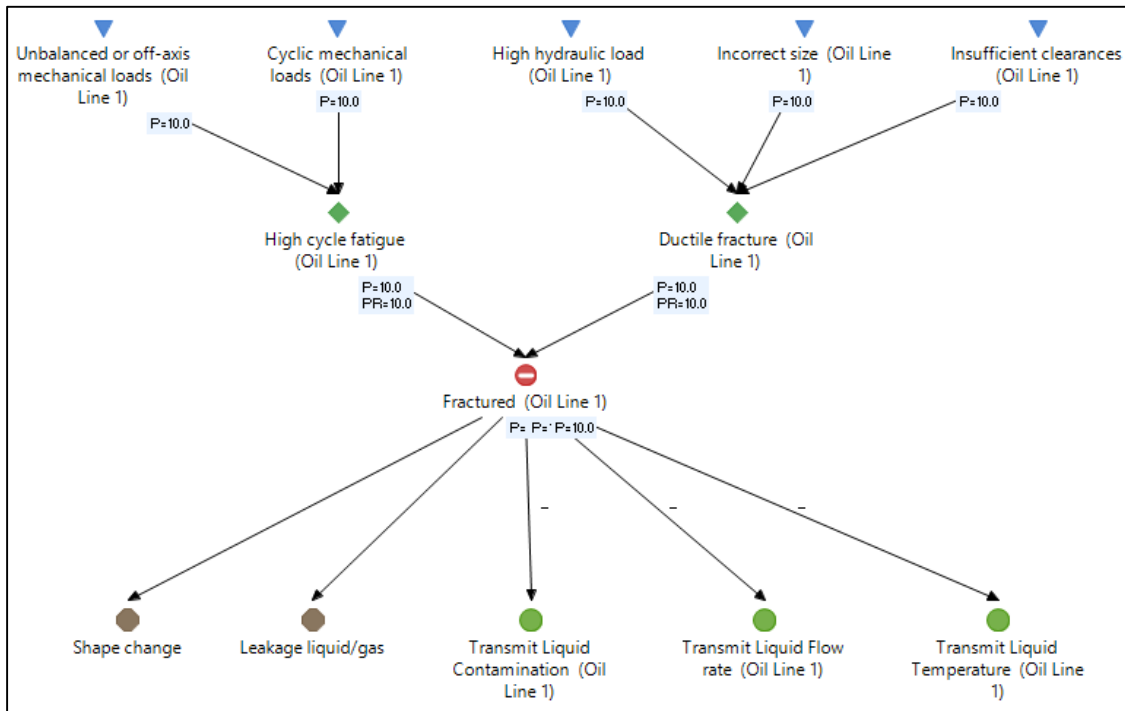 Unbalanced or off-axis
mechanical loads (Oil
Line 1)
Cyclic mechanical
loads (Oil Line 1)
High hydraulic load
(Oil Line 1)
Incorrect size (Oil Line
1)
Insufficient clearances
(Oil Line 1)
P=10.0
P=10.0
P=10.0
P=10.0
P=10.0
High cycle fatigue
(Oil Line 1)
Ductile fracture (Oil
Line 1)
P=10.0
PR=10.0
P=10.0
PR=10.0
Fractured (Oil Line 1)
P= P= P=10.0
–
–
–
Shape change
Leakage liquid/gas
Transmit Liquid
Contamination (Oil
Line 1)
Transmit Liquid Flow
rate (Oil Line 1)
Transmit Liquid
Temperature (Oil Line
1)